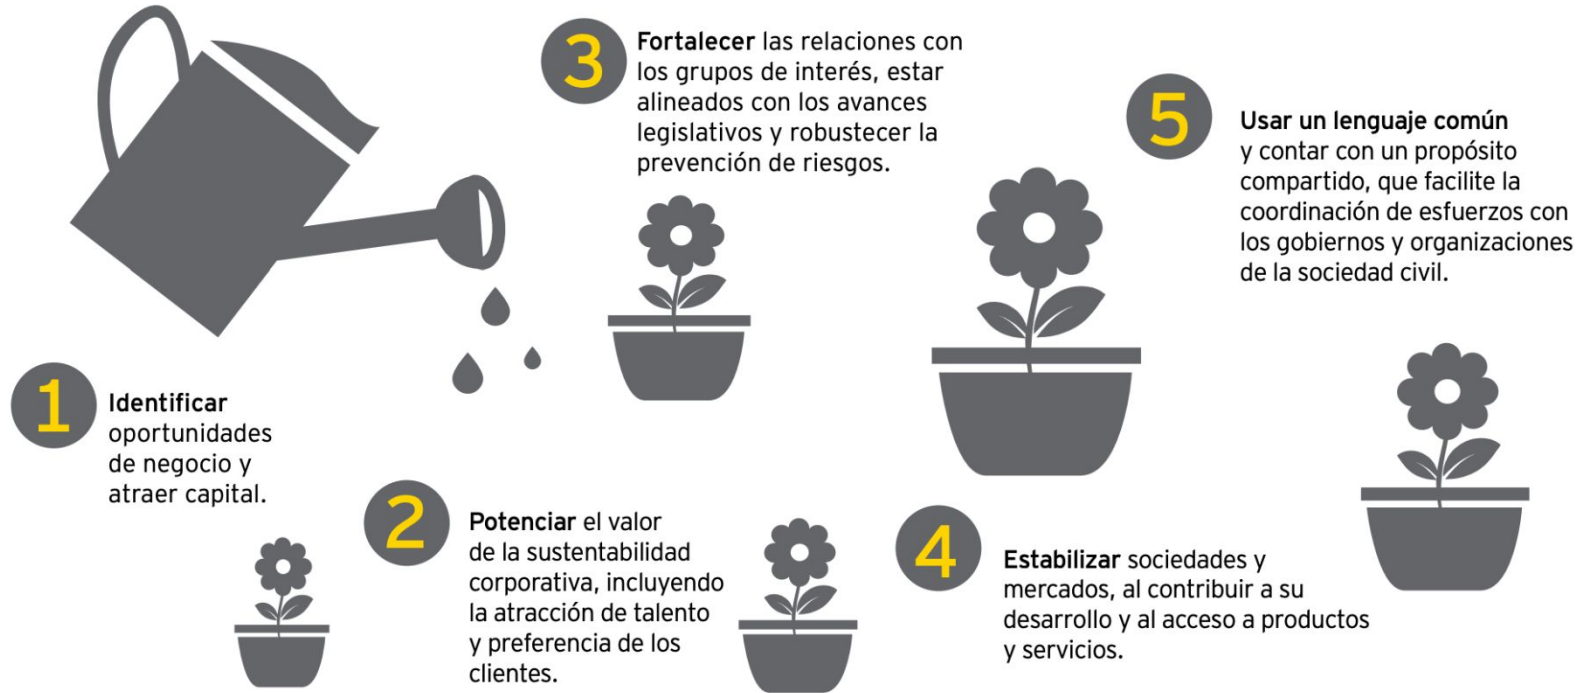 1
Identificar
oportunidades
de negocio y
atraer capital.
2
Potenciar el valor
de la sustentabilidad
corporativa, incluyendo
la atracción de talento
y preferencia de los
clientes.
3
Fortalecer las relaciones con
los grupos de interés, estar
alineados con los avances
legislativos y robustecer la
prevención de riesgos.
4
Estabilizar sociedades y
mercados, al contribuir a su
desarrollo y al acceso a productos
y servicios.
5
Usar un lenguaje común
y contar con un propósito
compartido, que facilite la
coordinación de esfuerzos con
los gobiernos y organizaciones
de la sociedad civil.